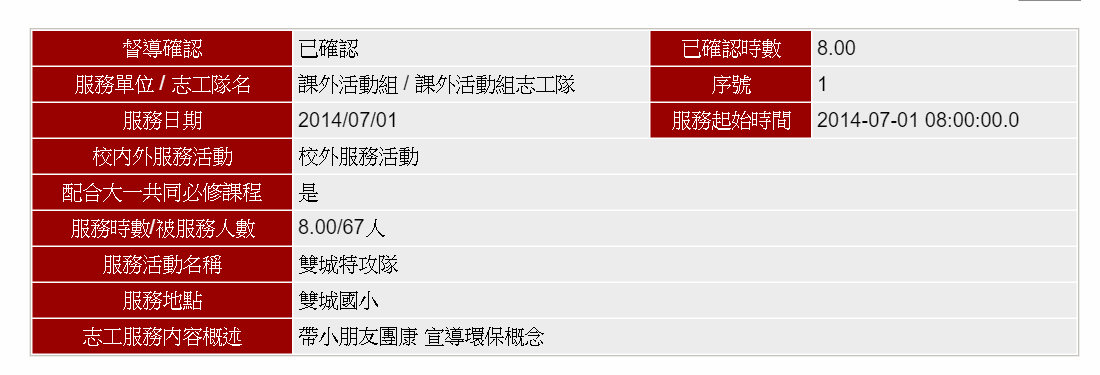 督導確認 已確認 已確認時數 8.00
服務單位 / 志工隊名 課外活動組 / 課外活動組志工隊 序號 1
服務日期 2014/07/01 服務起始時間 2014-07-01 08:00:00.0
校內外服務活動 校外服務活動
配合大一共同必修課程 是
服務時數/被服務人數 8.00/67人
服務活動名稱 雙城特攻隊
服務地點 雙城國小
志工服務內容概述 帶小朋友團康 宣導環保概念